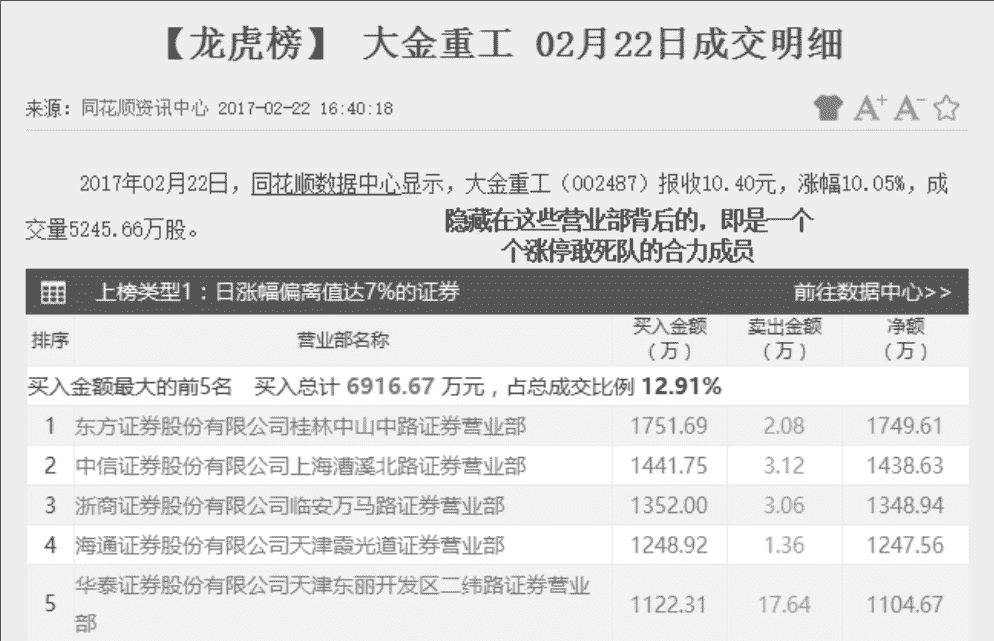 【龙虎榜】 大金重工 02月22日成交明细
来源：同花顺资讯中心 2017-02-22 16:40:18
A+ A-
2017年02月22日，同花顺数据中心显示，大金重工（002487）报收10.40元，涨幅10.05%，成
交量5245.66万股。
隐藏在这些营业部背后的，即是一个
个涨停敢死队的合力成员
上榜类型1：日涨幅偏离值达7%的证券 前往数据中心>>
排序 营业部名称 买入金额（万） 卖出金额（万） 净额（万）
买入金额最大的前5名 买入总计 6916.67 万元，占总成交比例 12.91%
1 东方证券股份有限公司桂林中山中路证券营业部 1751.69 2.08 1749.61
2 中信证券股份有限公司上海漕溪北路证券营业部 1441.75 3.12 1438.63
3 浙商证券股份有限公司临安万马路证券营业部 1352.00 3.06 1348.94
4 海通证券股份有限公司天津霞光道证券营业部 1248.92 1.36 1247.56
5 华泰证券股份有限公司天津东丽开发区二纬路证券营业
部 1122.31 17.64 1104.67